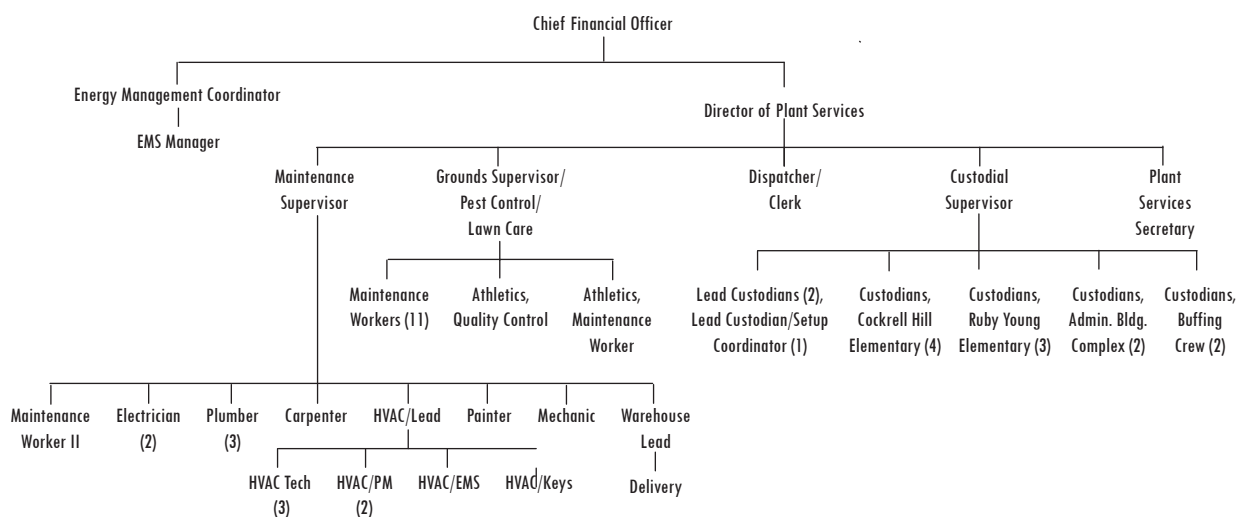 Chief Financial Officer
Energy Management Coordinator
Director of Plant Services
EMS Manager
Maintenance
Supervisor
Grounds Supervisor/
Pest Control/
Lawn Care
Dispatcher/
Clerk
Custodial
Supervisor
Plant
Services
Secretary
Maintenance
Workers (11)
Athletics,
Quality Control
Athletics,
Maintenance
Worker
Lead Custodians (2),
Lead Custodian/Setup
Coordinator (1)
Custodians,
Cockrell Hill
Elementary (4)
Custodians,
Ruby Young
Elementary (3)
Custodians,
Admin. Bldg.
Complex (2)
Custodians,
Buffing
Crew (2)
Maintenance
Worker II
Electrician
(2)
Plumber
(3)
Carpenter
HVAC/Lead
Painter
Mechanic
Warehouse
Lead
HVAC Tech
(3)
HVAC/PM
(2)
HVAC/EMS
HVAC/Keys
Delivery